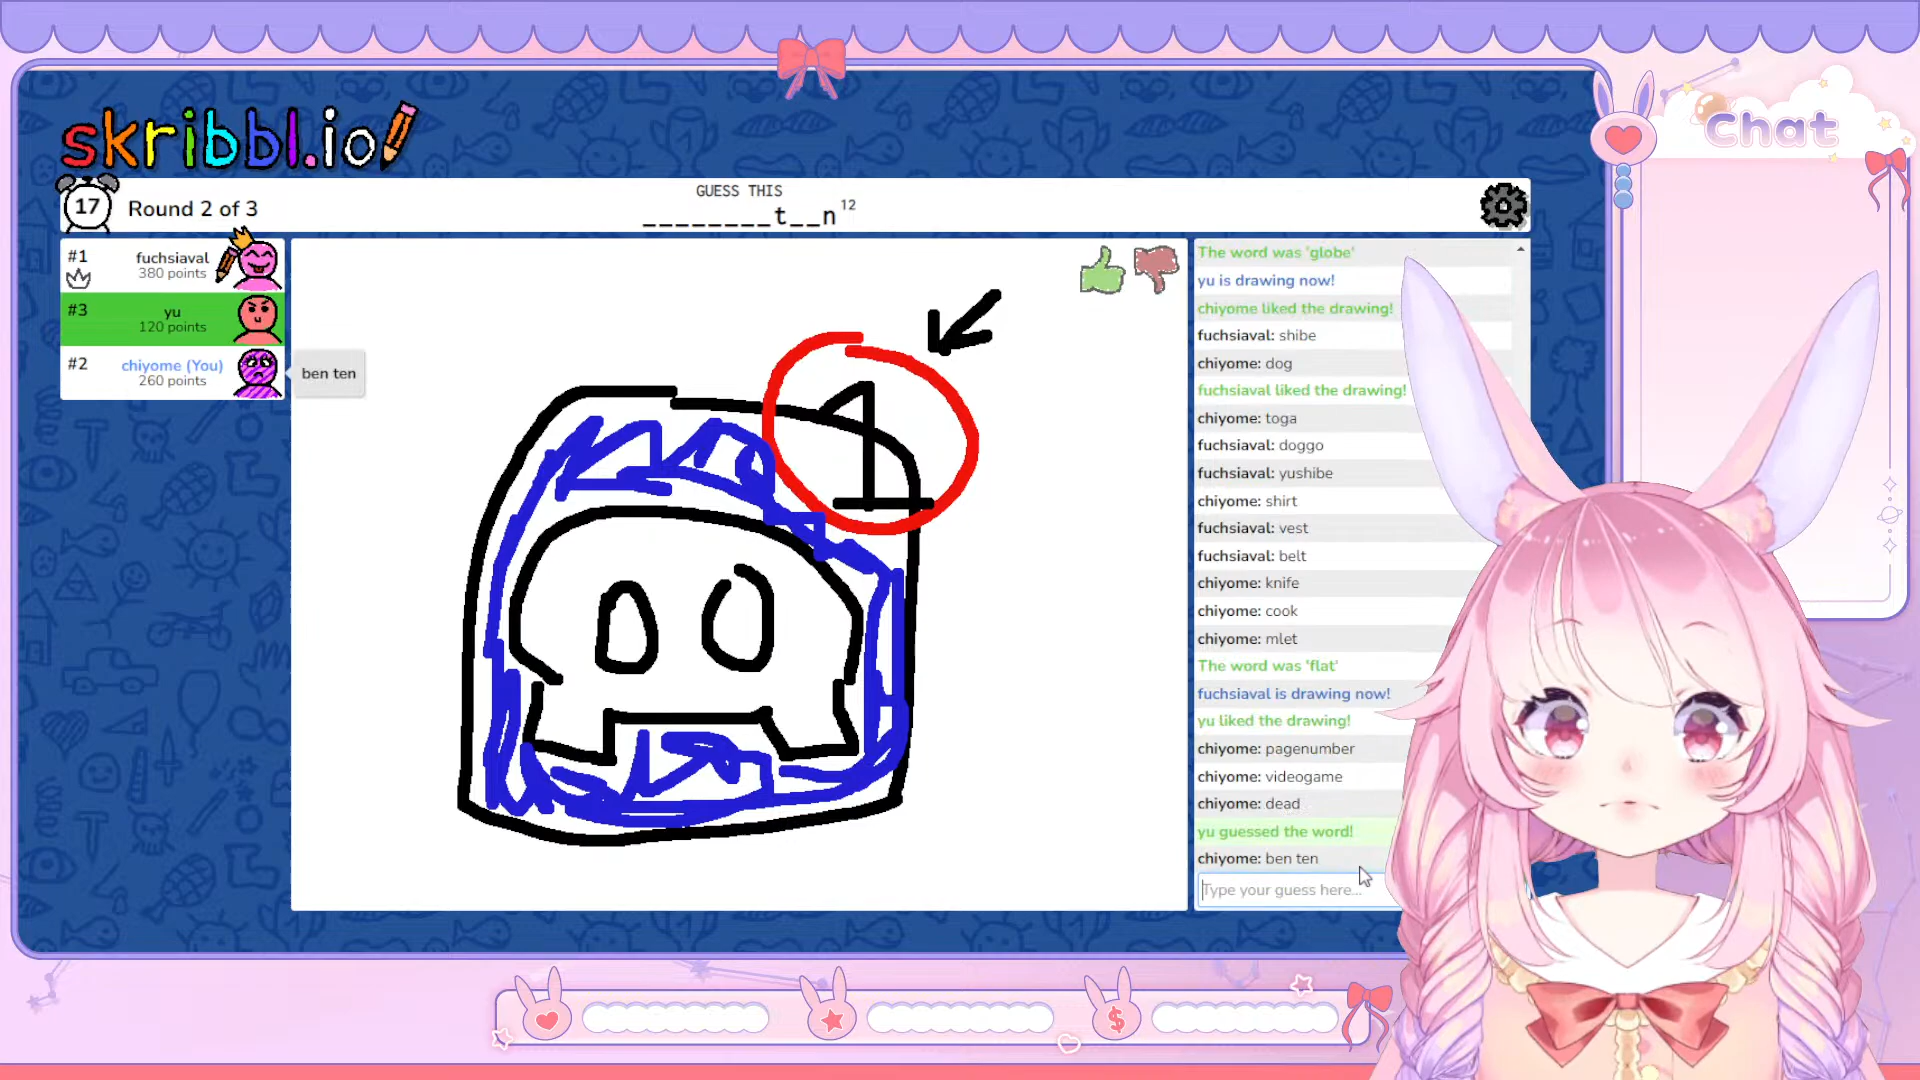 skribbl.io
Chat
17
Round 2 of 3
GUESS THIS
________t__n 12
#1
fuchsiaval
380 points
#3
yu
120 points
#2
chiyome (You)
260 points
ben ten
1
The word was 'globe'
yu is drawing now!
chiyome liked the drawing!
fuchsiaval: shibe
chiyome: dog
fuchsiaval liked the drawing!
chiyome: toga
fuchsiaval: doggo
fuchsiaval: yushibe
chiyome: shirt
fuchsiaval: vest
fuchsiaval: belt
chiyome: knife
chiyome: cook
chiyome: mlet
The word was 'flat'
fuchsiaval is drawing now!
yu liked the drawing!
chiyome: pagenumber
chiyome: videogame
chiyome: dead
yu guessed the word!
chiyome: ben ten
Type your guess here...
$